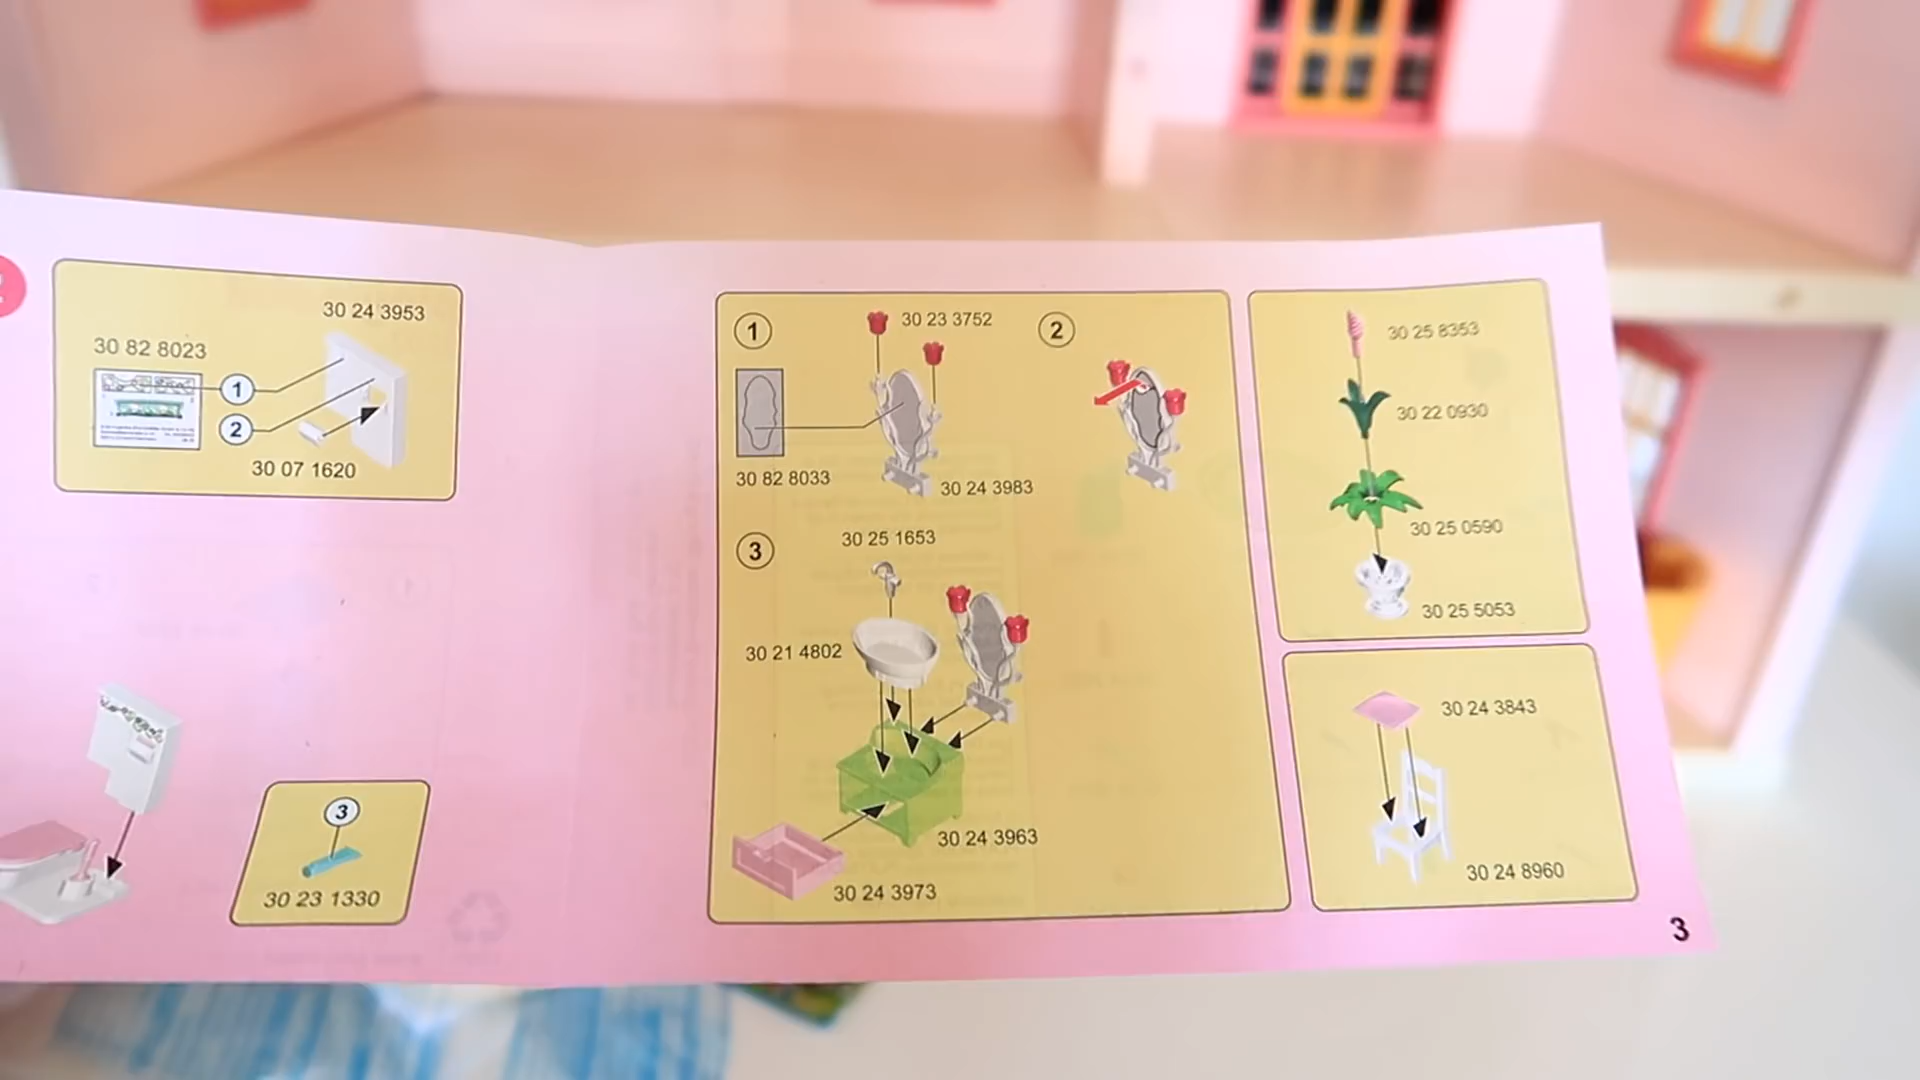 30 24 3953
30 82 8023
1
2
30 07 1620
3
30 23 1330
1
30 23 3752
2
30 82 8033
30 24 3983
3
30 25 1653
30 21 4802
30 24 3963
30 24 3973
30 25 8353
30 22 0930
30 25 0590
30 25 5053
30 24 3843
30 24 8960
3